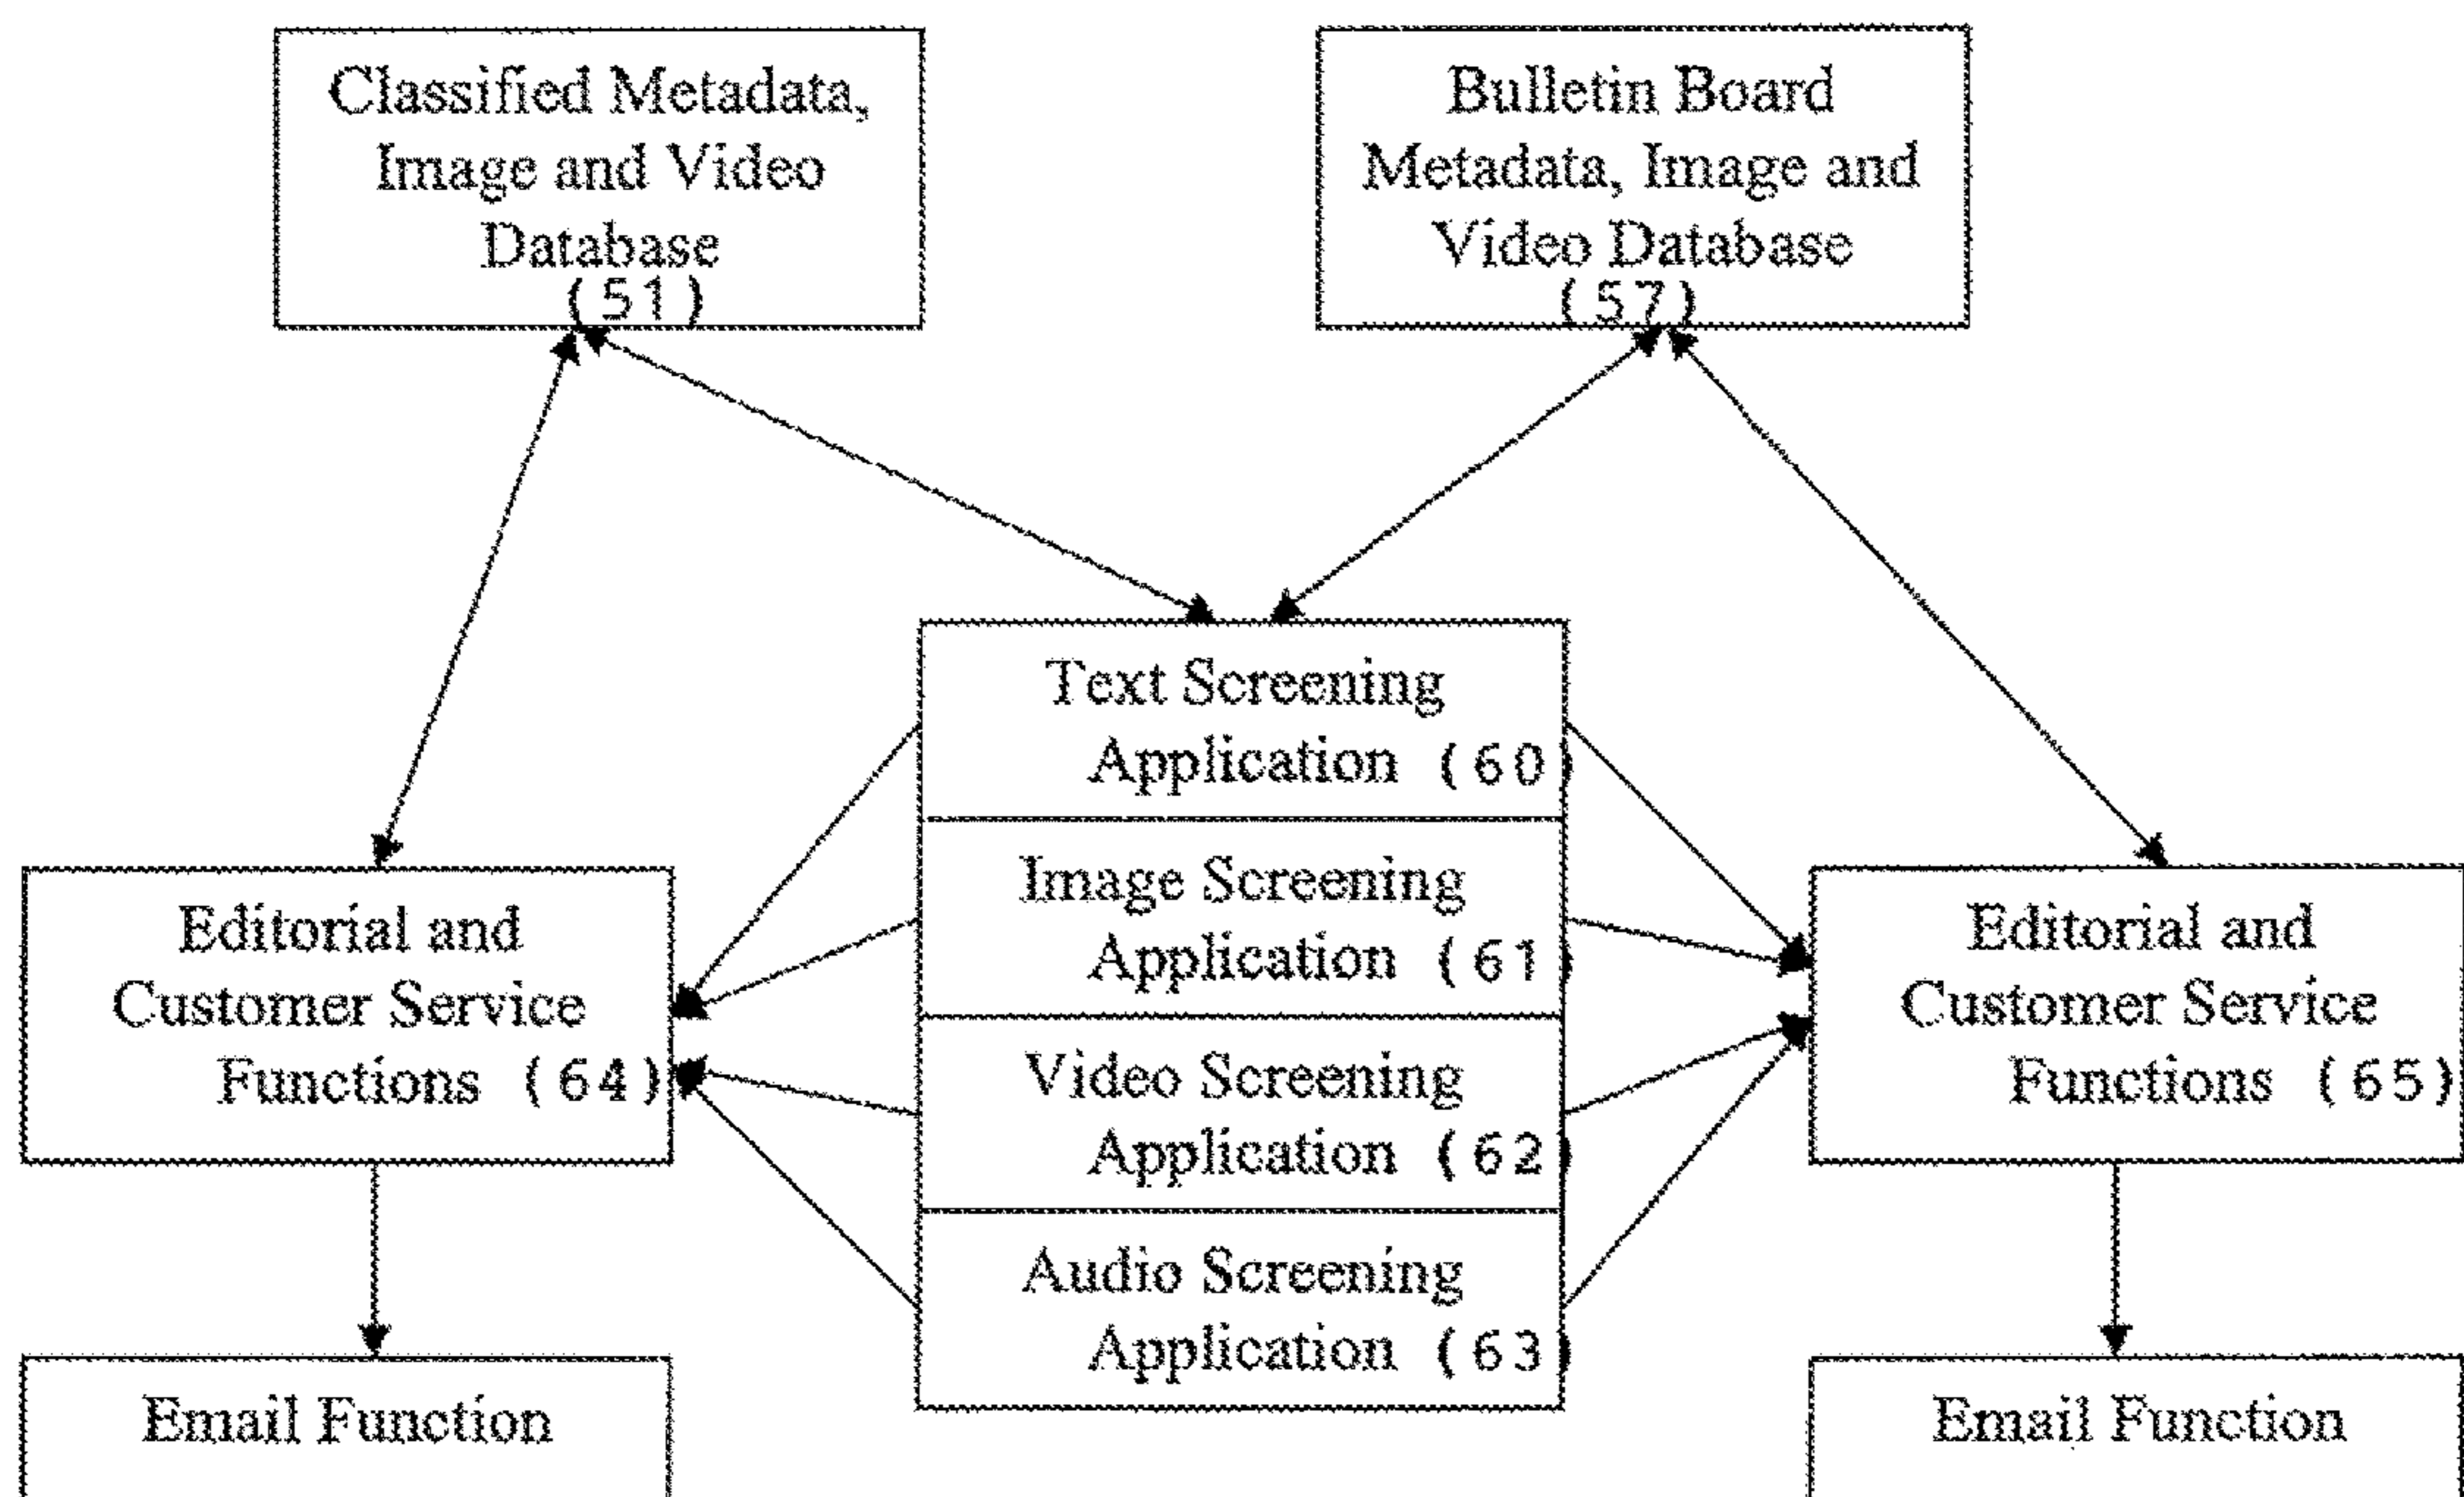 Classified Metadata,
Image and Video
Database
(51)
Bulletin Board
Metadata, Image and
Video Database
(57)
Text Screening
Application (60)
Image Screening
Application (61)
Video Screening
Application (62)
Audio Screening
Application (63)
Editorial and
Customer Service
Functions (64)
Editorial and
Customer Service
Functions (65)
Email Function
Email Function